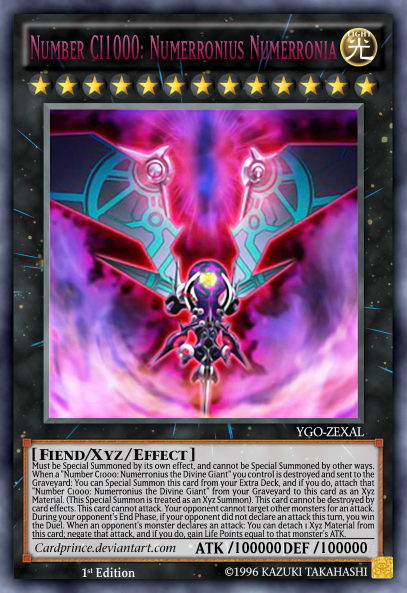 Number CI1000: Numerronius Numerronia
LIGHT
光
YGO-ZEXAL
[Fiend/Xyz/Effect]
Must be Special Summoned by its own effect, and cannot be Special Summoned by other ways.
When a "Number C1000: Numerronius the Divine Giant" you control is destroyed and sent to the
Graveyard: You can Special Summon this card from your Extra Deck, and if you do, attach that
"Number C1000: Numerronius the Divine Giant" from your Graveyard to this card as an Xyz
Material. (This Special Summon is treated as an Xyz Summon). This card cannot be destroyed by
card effects. This card cannot attack. Your opponent cannot target other monsters for an attack.
During your opponent's End Phase, if your opponent did not declare an attack this turn, you win
the Duel. When an opponent's monster declares an attack: You can detach 1 Xyz Material from
this card; negate that attack, and if you do, gain Life Points equal to that monster's ATK.
Cardprince.deviantart.com ATK /100000 DEF /100000
1st Edition ©1996 KAZUKI TAKAHASHI